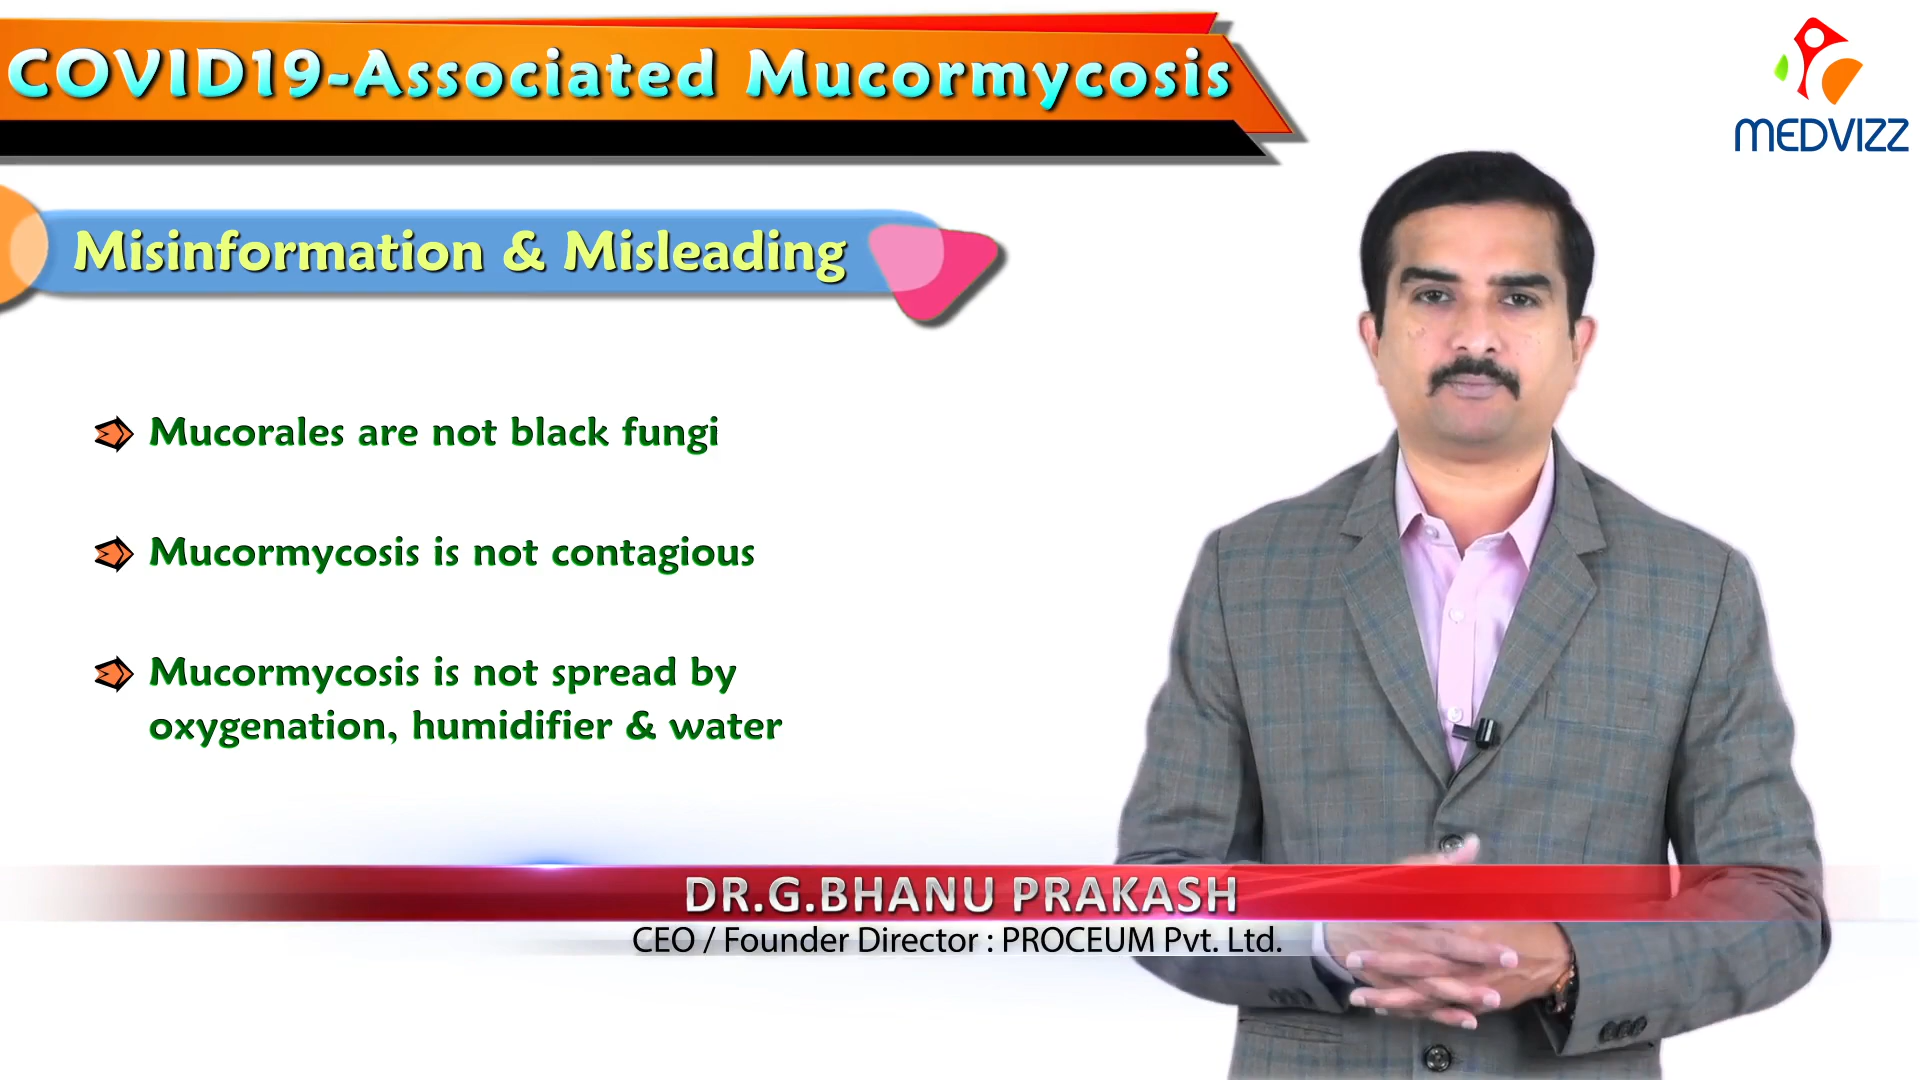 COVID19-Associated Mucormycosis
MEDVIZZ
Misinformation & Misleading
Mucorales are not black fungi
Mucormycosis is not contagious
Mucormycosis is not spread by
oxygenation, humidifier & water
DR.G.BHANU PRAKASH
CEO / Founder Director : PROCEUM Pvt. Ltd.